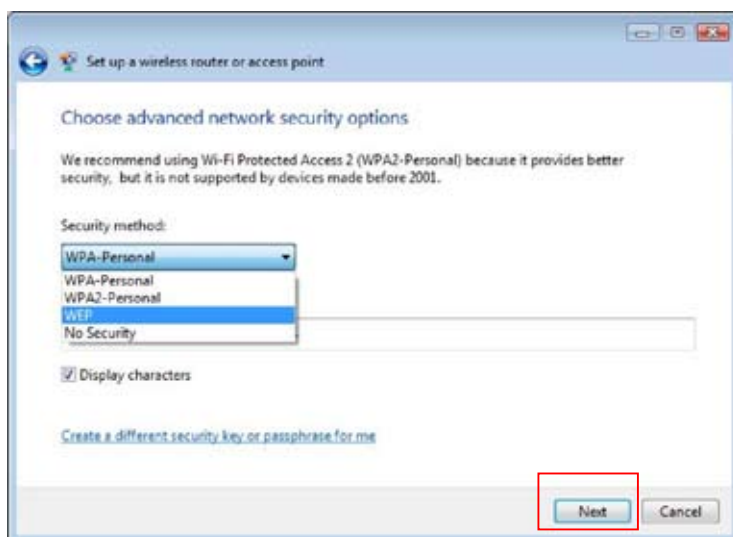 Set up a wireless router or access point
Choose advanced network security options
We recommend using Wi-Fi Protected Access 2 (WPA2-Personal) because it provides better
security, but it is not supported by devices made before 2001.
Security method:
WPA-Personal
WPA-Personal
WPA2-Personal
WEP
No Security
Display characters
Create a different security key or passphrase for me
Next
Cancel